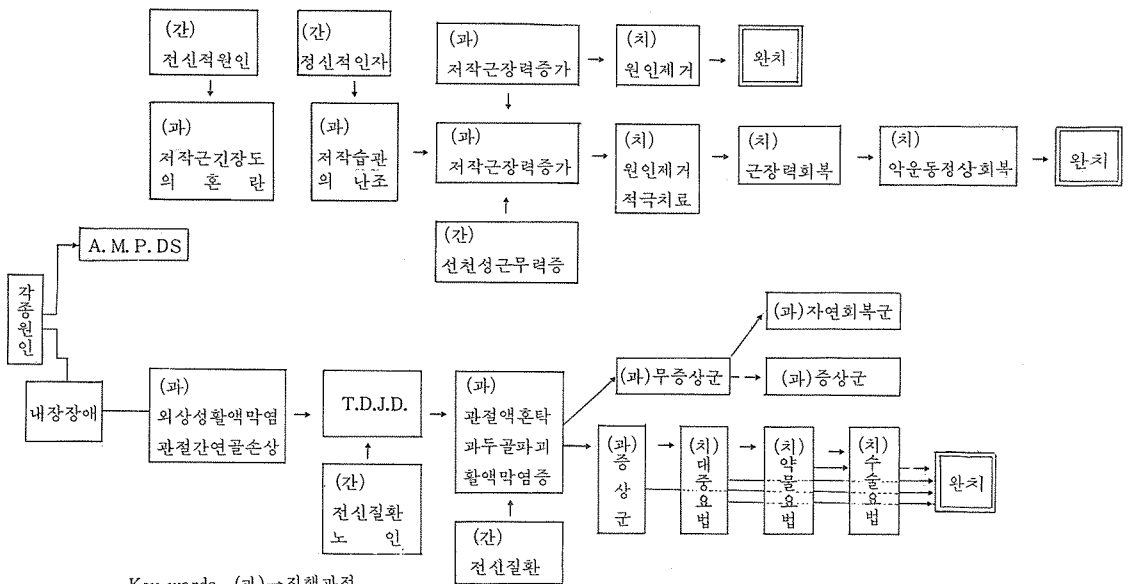 (간)
전신적원인
(간)
정신적인자
(과)
저작근장력증가
(치)
원인제거
완치
(과)
저작근긴장도
의 혼 란
(과)
저작습관
의 난조
(과)
저작근장력증가
(치)
원인제거
적극치료
(치)
근장력회복
(치)
악운동정상회복
완치
(간)
선천성근무력증
A.M.P.DS
각종원인
내장장애
(과)
외상성활액막염
관절간연골손상
T.D.J.D.
(간)
전신질환
노 인
(과)
관절액혼탁
과두골파괴
활액막염증
(간)
전신질환
(과)무증상군
(과)자연회복군
(과)증상군
(과)증상군
(치)대증요법
(치)약물요법
(치)수술요법
완치
Key words (과)→진행과정